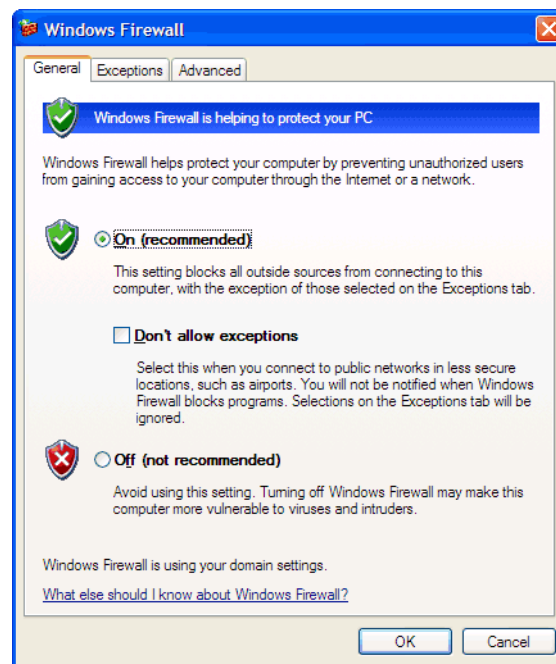 Windows Firewall
General Exceptions Advanced
Windows Firewall is helping to protect your PC
Windows Firewall helps protect your computer by preventing unauthorized users
from gaining access to your computer through the Internet or a network.
On (recommended)
This setting blocks all outside sources from connecting to this
computer, with the exception of those selected on the Exceptions tab.
Don't allow exceptions
Select this when you connect to public networks in less secure
locations, such as airports. You will not be notified when Windows
Firewall blocks programs. Selections on the Exceptions tab will be
ignored.
Off (not recommended)
Avoid using this setting. Turning off Windows Firewall may make this
computer more vulnerable to viruses and intruders.
Windows Firewall is using your domain settings.
What else should I know about Windows Firewall?
OK Cancel